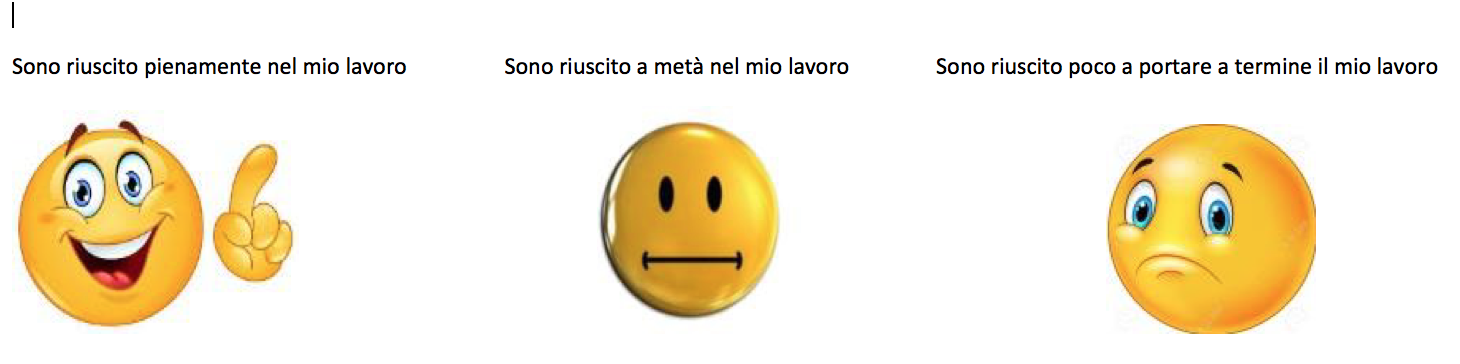 Sono riuscito pienamente nel mio lavoro
Sono riuscito a metà nel mio lavoro
Sono riuscito poco a portare a termine il mio lavoro